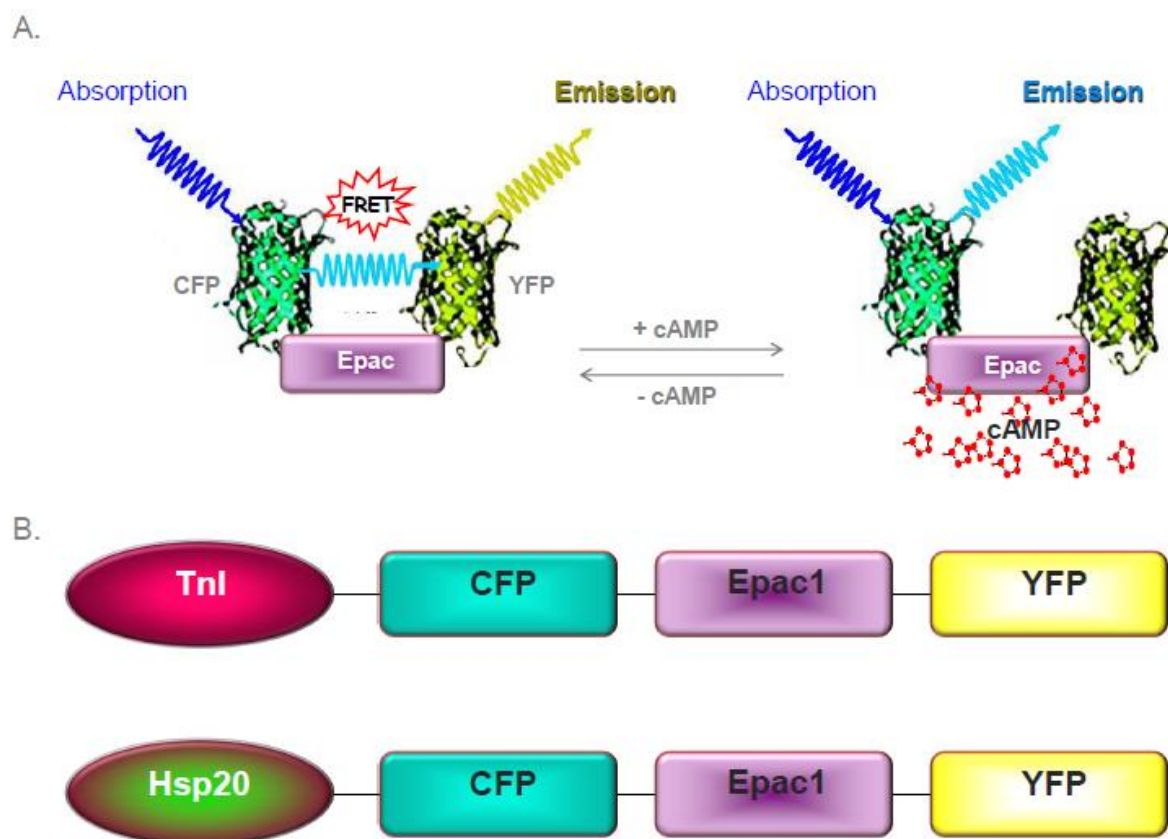 A.
Absorption
Emission
Absorption
Emission
FRET
CFP
YFP
Epac
+ cAMP
- cAMP
Epac
cAMP
B.
TnI
CFP
Epac1
YFP
Hsp20
CFP
Epac1
YFP